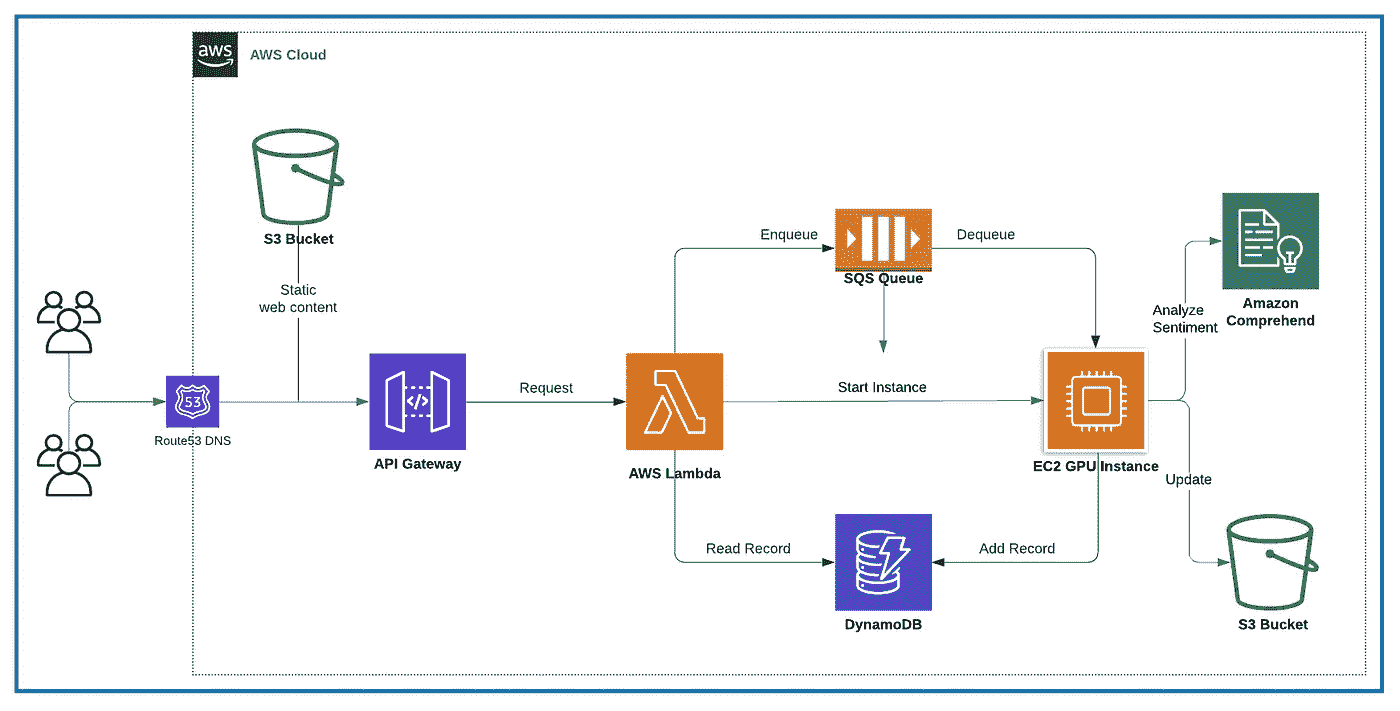 aws
AWS Cloud
S3 Bucket
Static
web content
53
Route53 DNS
</>
API Gateway
Request
AWS Lambda
Enqueue
SQS Queue
Dequeue
Start Instance
EC2 GPU Instance
Read Record
Add Record
DynamoDB
Analyze
Sentiment
Amazon
Comprehend
Update
S3 Bucket